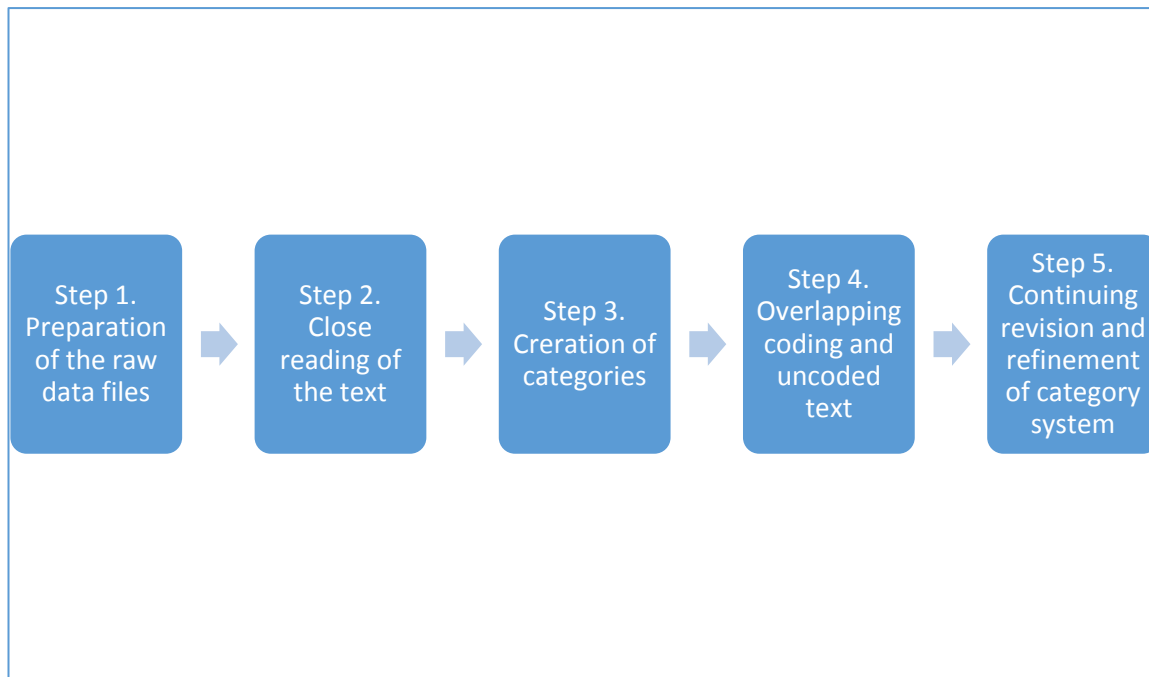 Step 1.
Preparation
of the raw
data files
Step 2.
Close
reading of
the text
Step 3.
Creration of
categories
Step 4.
Overlapping
coding and
uncoded
text
Step 5.
Continuing
revision and
refinement
of category
system